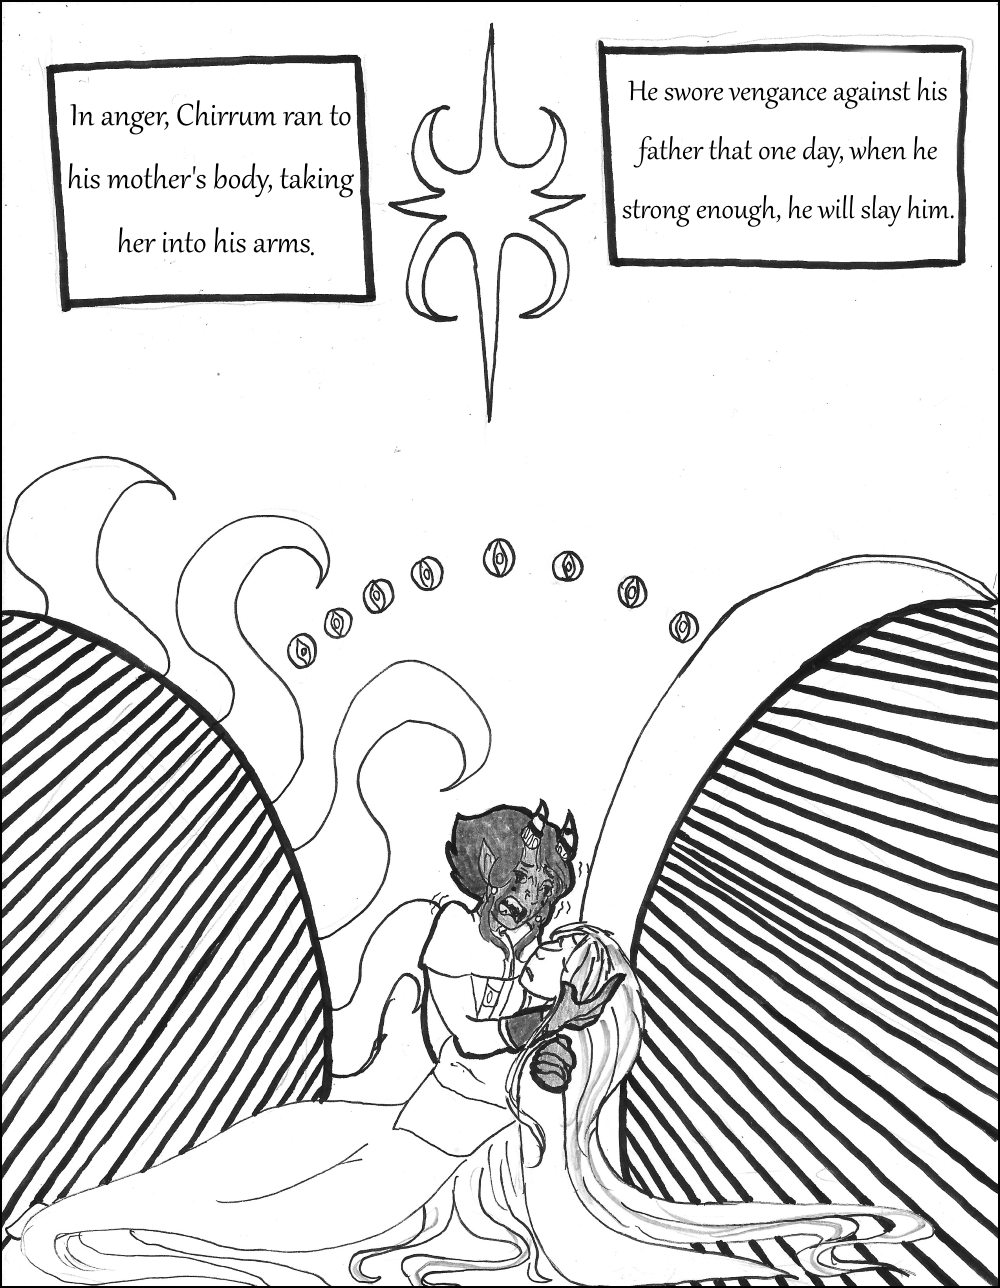 In anger, Chirrum ran to
his mother's body, taking
her into his arms.
He swore vengance against his
father that one day, when he
strong enough, he will slay him.